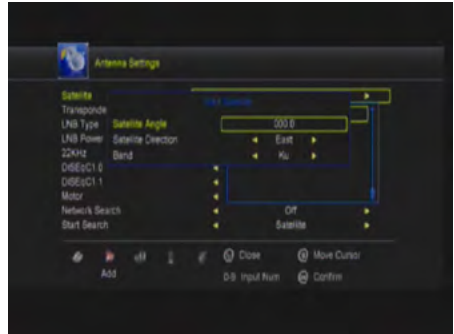 Antenna Settings
Satellite
Transponde
LNB Type
Satellite Angle 000.0
LNB Power
Satellite Direction East
22KHz
Band Ku
DiSEqC1.0
DiSEqC1.1
Motor
Network Search Off
Start Search Satellite
Add
Close
Move Cursor
0-9 Input Num
Confirm